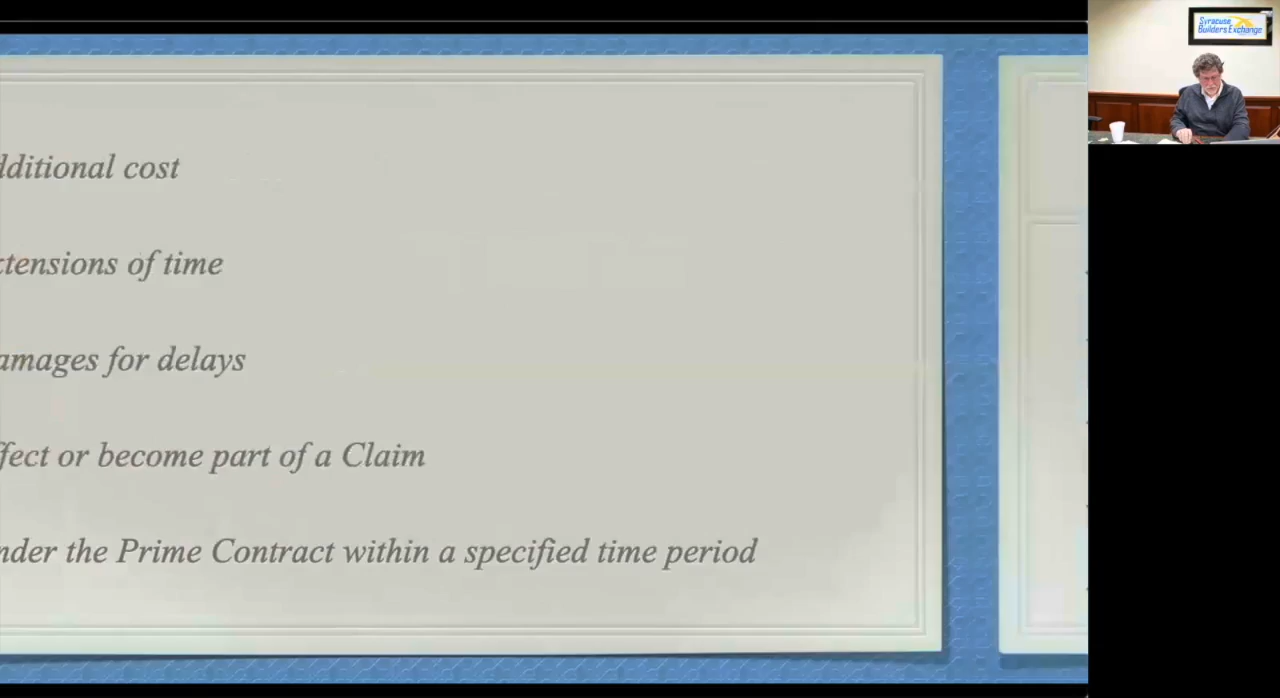 dditional cost
xtensions of time
amages for delays
ffect or become part of a Claim
nder the Prime Contract within a specified time period
Syracuse
Builders Exchange